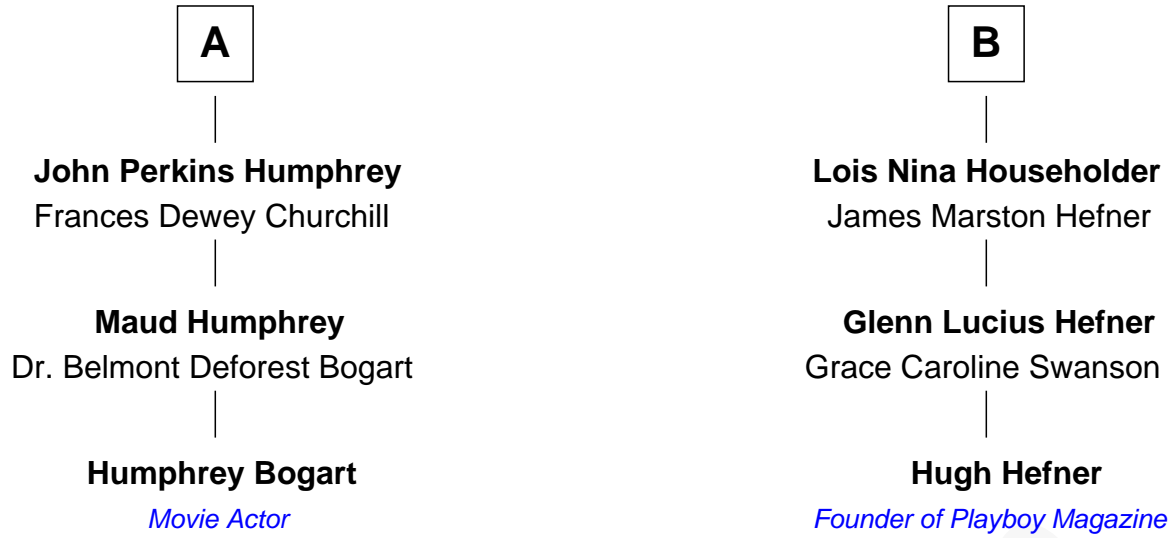 A
John Perkins Humphrey
Frances Dewey Churchill
Maud Humphrey
Dr. Belmont Deforest Bogart
Humphrey Bogart
Movie Actor
B
Lois Nina Householder
James Marston Hefner
Glenn Lucius Hefner
Grace Caroline Swanson
Hugh Hefner
Founder of Playboy Magazine